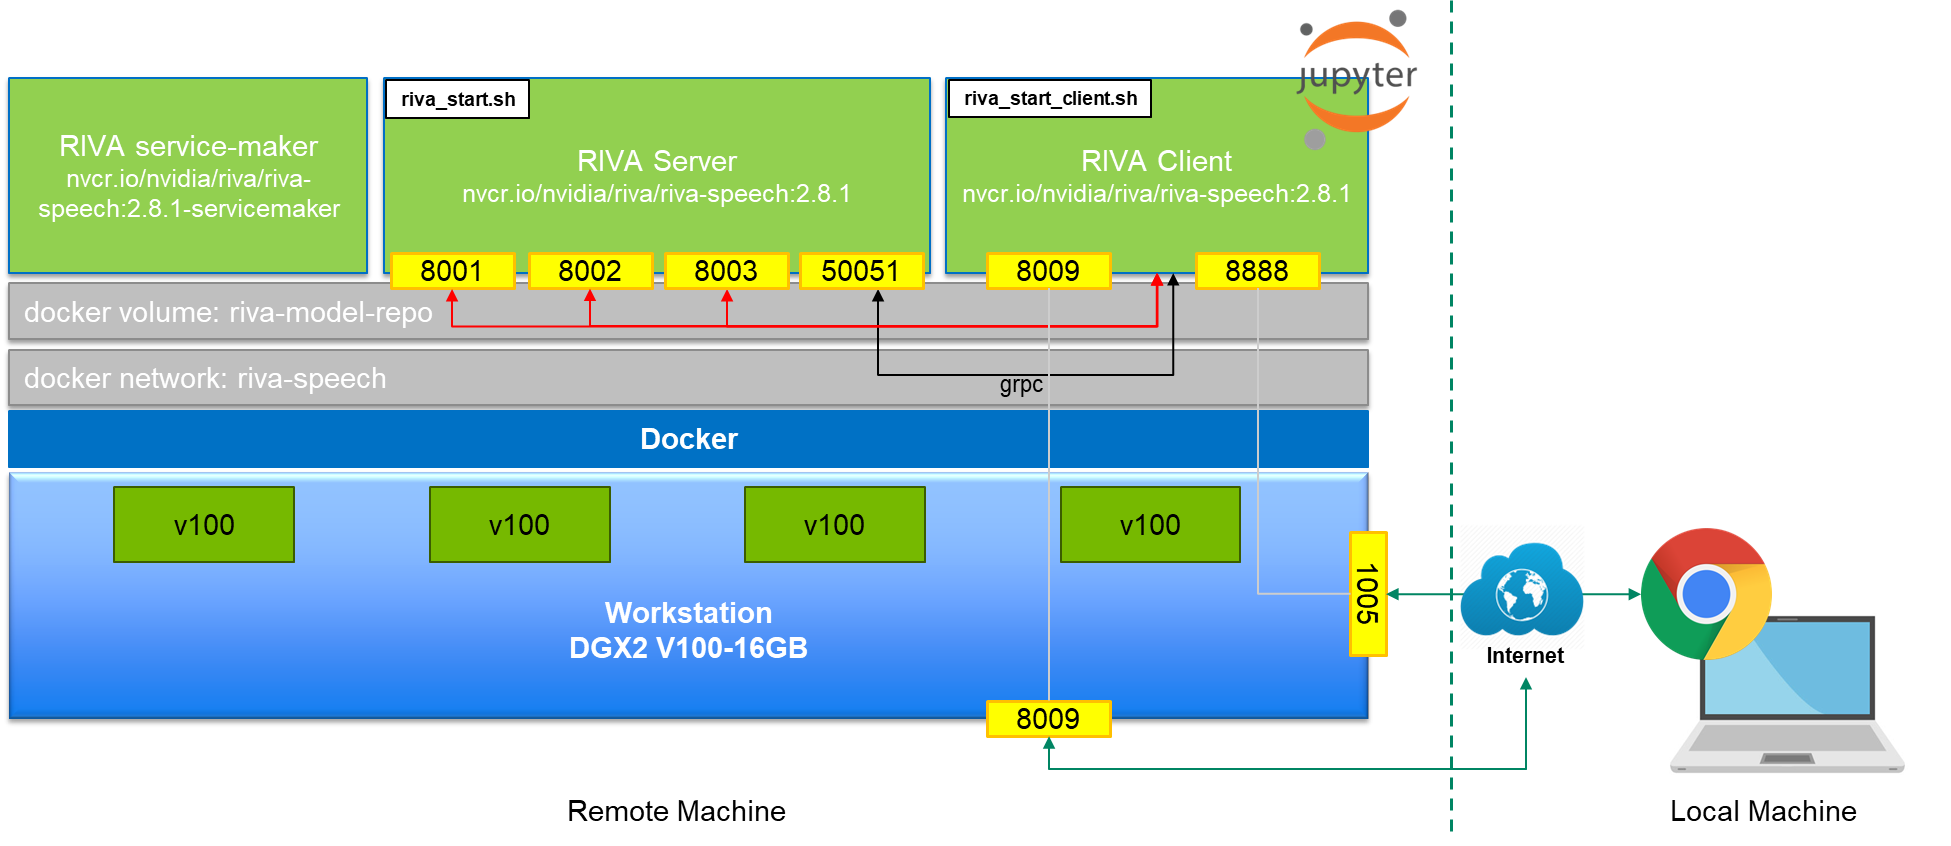 jupyter
riva_start.sh
riva_start_client.sh
RIVA service-maker
nvcr.io/nvidia/riva/riva-
speech:2.8.1-servicemaker
RIVA Server
nvcr.io/nvidia/riva/riva-speech:2.8.1
RIVA Client
nvcr.io/nvidia/riva/riva-speech:2.8.1
8001
8002
8003
50051
8009
8888
docker volume: riva-model-repo
docker network: riva-speech
grpc
Docker
v100
v100
v100
v100
Workstation
DGX2 V100-16GB
1005
Internet
8009
Remote Machine
Local Machine